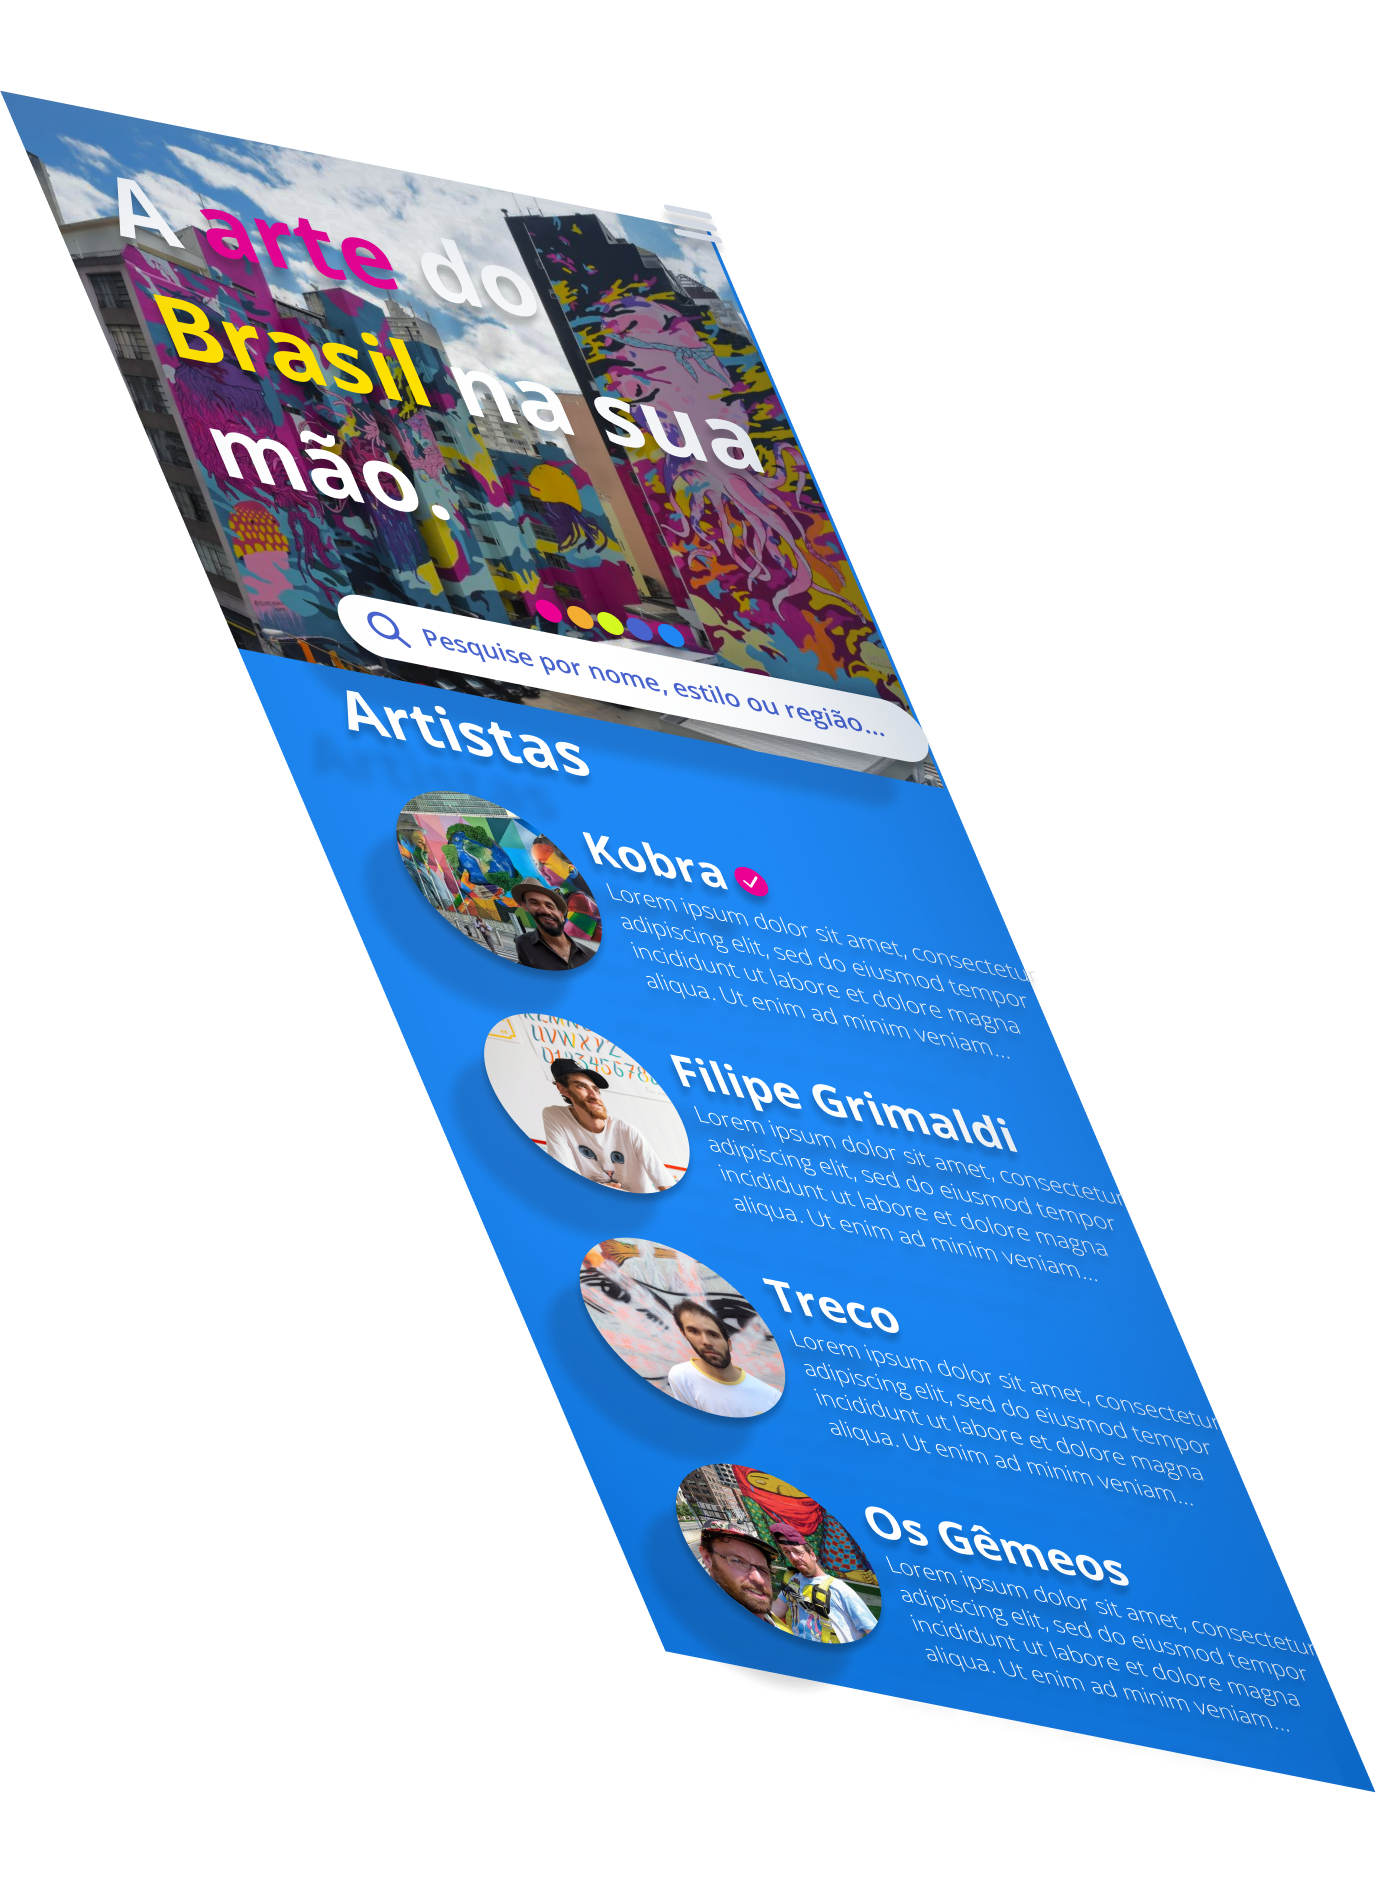 A arte do
Brasil na sua
mão.
Pesquise por nome, estilo ou região...
Artistas
Kobra
Lorem ipsum dolor sit amet, consectetur
adipiscing elit, sed do eiusmod tempor
incididunt ut labore et dolore magna
aliqua. Ut enim ad minim veniam...
UVWXYZ
Filipe Grimaldi
Lorem ipsum dolor sit amet, consectetur
adipiscing elit, sed do eiusmod tempor
incididunt ut labore et dolore magna
aliqua. Ut enim ad minim veniam...
Treco
Lorem ipsum dolor sit amet, consectetur
adipiscing elit, sed do eiusmod tempor
incididunt ut labore et dolore magna
aliqua. Ut enim ad minim veniam...
Os Gêmeos
Lorem ipsum dolor sit amet, consectetur
adipiscing elit, sed do eiusmod tempor
incididunt ut labore et dolore magna
aliqua. Ut enim ad minim veniam...